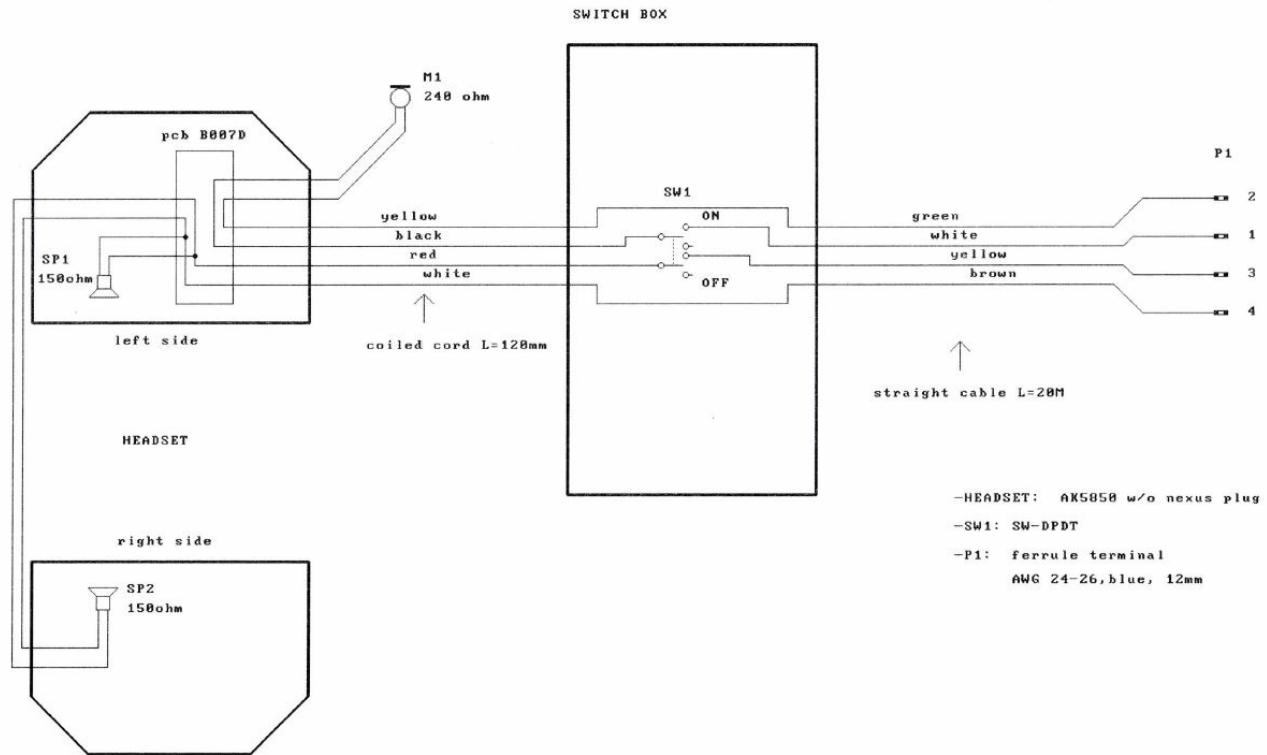 SWITCH BOX
M1
240 ohm
pcb B007D
P1
SW1
2
yellow
ON
green
black
white
1
red
yellow
SP1
150ohm
white
OFF
brown
3
4
left side
coiled cord L=120mm
straight cable L=20M
HEADSET
-HEADSET: AK5850 w/o nexus plug
-SW1: SW-DPDT
right side
-P1: ferrule terminal
AWG 24-26,blue, 12mm
SP2
150ohm